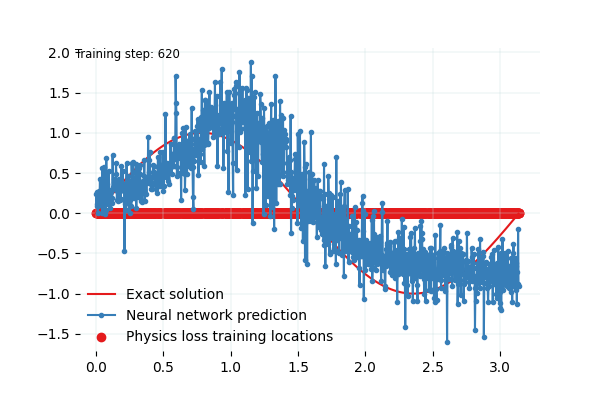 Training step: 620
2.0
1.5
1.0
0.5
0.0
−0.5
−1.0
−1.5
Exact solution
Neural network prediction
Physics loss training locations
0.0 0.5 1.0 1.5 2.0 2.5 3.0